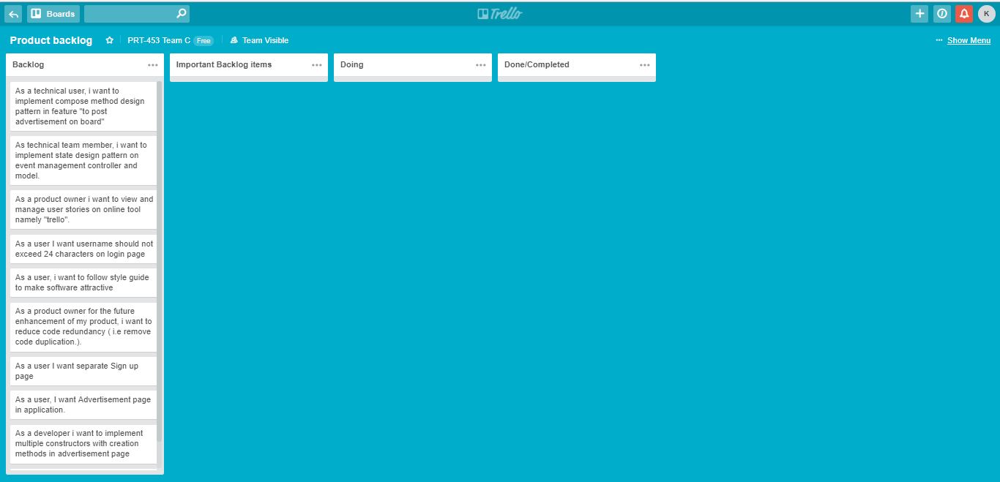 Boards
Trello
K
Product backlog
PRT-453 Team C Free
Team Visible
Show Menu
Backlog
As a technical user, i want to
implement compose method design
pattern in feature "to post
advertisement on board"
As technical team member, i want to
implement state design pattern on
event management controller and
model.
As a product owner i want to view and
manage user stories on online tool
namely "trello".
As a user I want username should not
exceed 24 characters on login page
As a user, i want to follow style guide
to make software attractive
As a product owner for the future
enhancement of my product, i want to
reduce code redundancy ( i.e remove
code duplication.).
As a user I want separate Sign up
page
As a user, I want Advertisement page
in application.
As a developer i want to implement
multiple constructors with creation
methods in advertisement page
Important Backlog items
Doing
Done/Completed